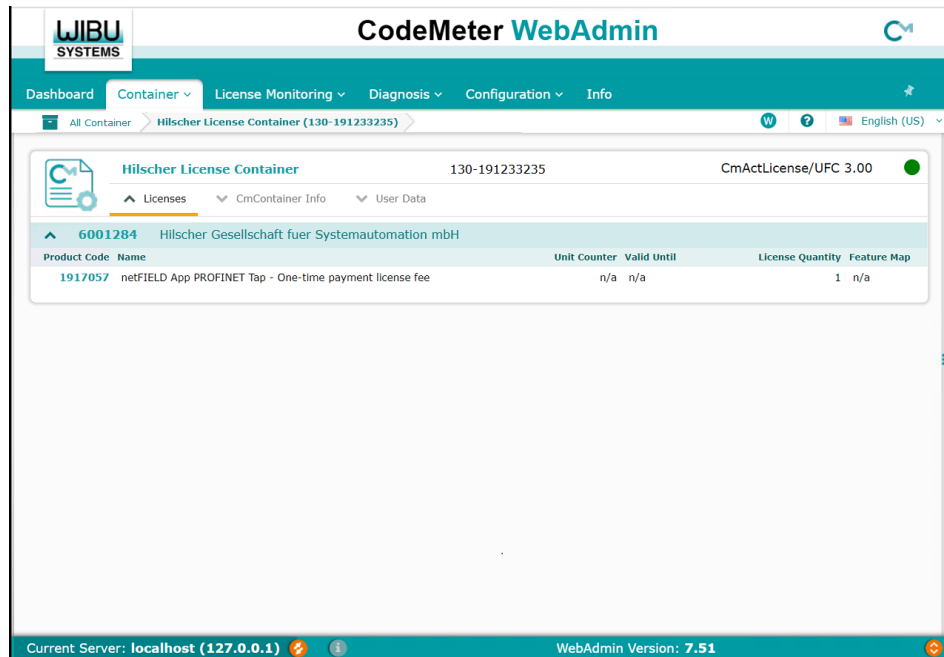 WIBU
SYSTEMS
CodeMeter WebAdmin
CM
Dashboard Container License Monitoring Diagnosis Configuration Info
All Container Hilscher License Container (130-191233235) W ? English (US)
CM Hilscher License Container 130-191233235 CmActLicense/UFC 3.00
Licenses CmContainer Info User Data
6001284 Hilscher Gesellschaft fuer Systemautomation mbH
Product Code Name Unit Counter Valid Until License Quantity Feature Map
1917057 netFIELD App PROFINET Tap - One-time payment license fee n/a n/a 1 n/a
Current Server: localhost (127.0.0.1) i WebAdmin Version: 7.51